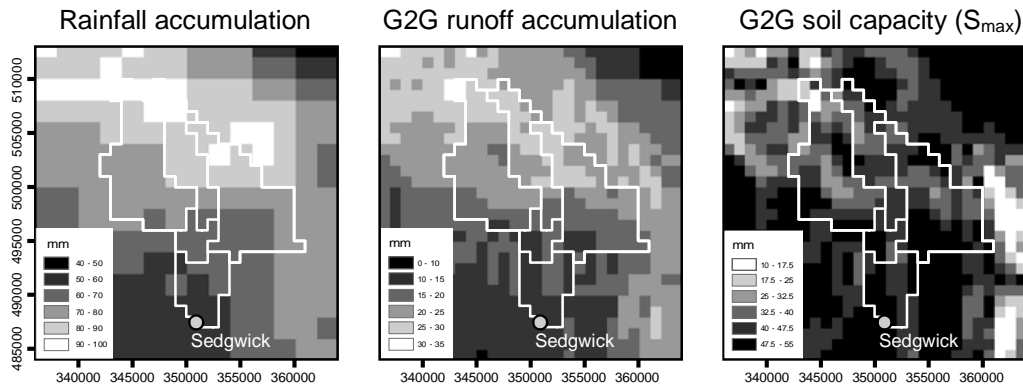 Rainfall accumulation
G2G runoff accumulation
G2G soil capacity (Smax)
510000
505000
500000
495000
490000
485000
mm
40 - 50
50 - 60
60 - 70
70 - 80
80 - 90
90 - 100
Sedgwick
340000 345000 350000 355000 360000
mm
0 - 10
10 - 15
15 - 20
20 - 25
25 - 30
30 - 35
Sedgwick
340000 345000 350000 355000 360000
mm
10 - 17.5
17.5 - 25
25 - 32.5
32.5 - 40
40 - 47.5
47.5 - 55
Sedgwick
340000 345000 350000 355000 360000